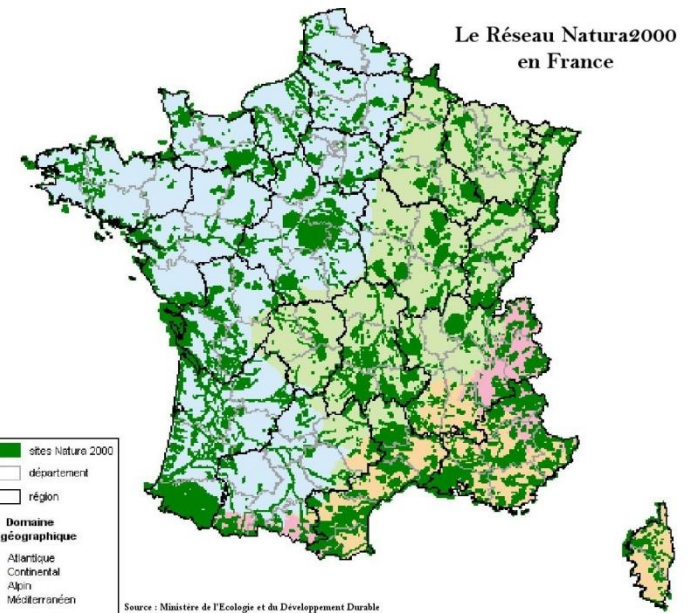 Le Réseau Natura2000
en France
sites Natura 2000
département
région
Domaine
géographique
Atlantique
Continental
Alpin
Méditerranéen
Source : Ministère de l'Ecologie et du Développement Durable